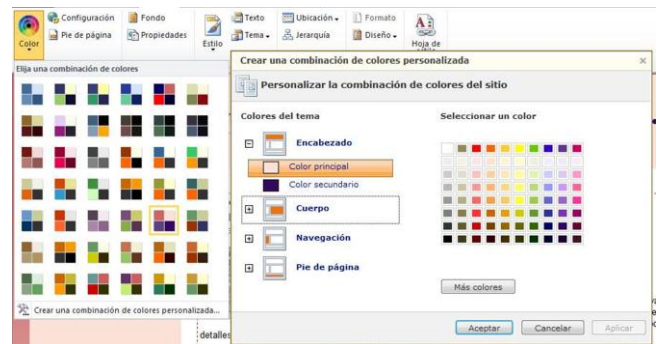 Color
Configuración
Pie de página
Fondo
Propiedades
Estilo
Texto
Tema
Ubicación
Jerarquía
Formato
Diseño
Hoja de
Elija una combinación de colores
Crear una combinación de colores personalizada...
detalles
Crear una combinación de colores personalizada
Personalizar la combinación de colores del sitio
Colores del tema
Encabezado
Color principal
Color secundario
Cuerpo
Navegación
Pie de página
Seleccionar un color
Más colores
Aceptar
Cancelar
Aplicar